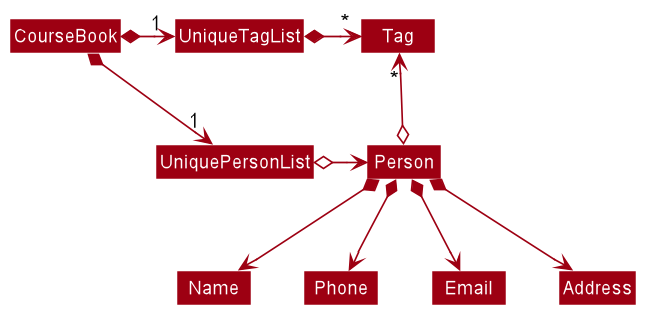 CourseBook
1
UniqueTagList
*
Tag
*
1
UniquePersonList
Person
Name
Phone
Email
Address